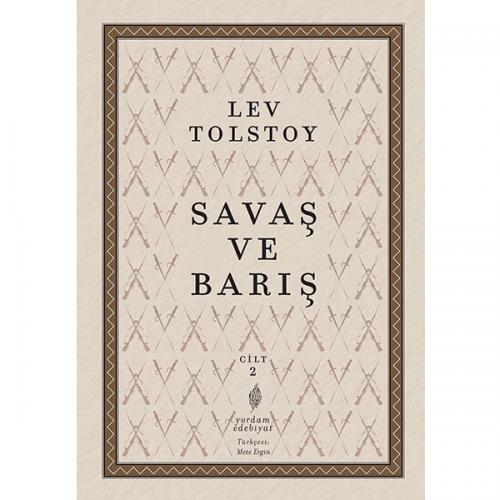 LEV
TOLSTOY
SAVAŞ
VE
BARIŞ
CİLT
2
yordam
edebiyat
Türkçesi:
Mete Ergin